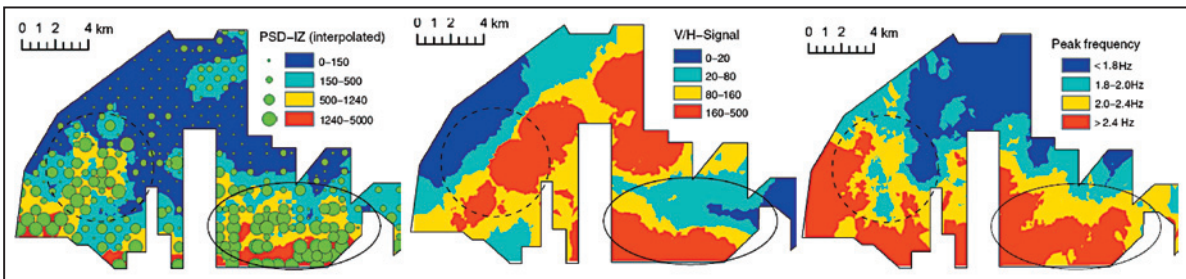 0 1 2 4 km
PSD-IZ (interpolated)
0-150
150-500
500-1240
1240-5000
0 1 2 4 km
V/H-Signal
0-20
20-80
80-160
160-500
0 1 2 4 km
Peak frequency
<1.8Hz
1.8-2.0Hz
2.0-2.4Hz
>2.4 Hz